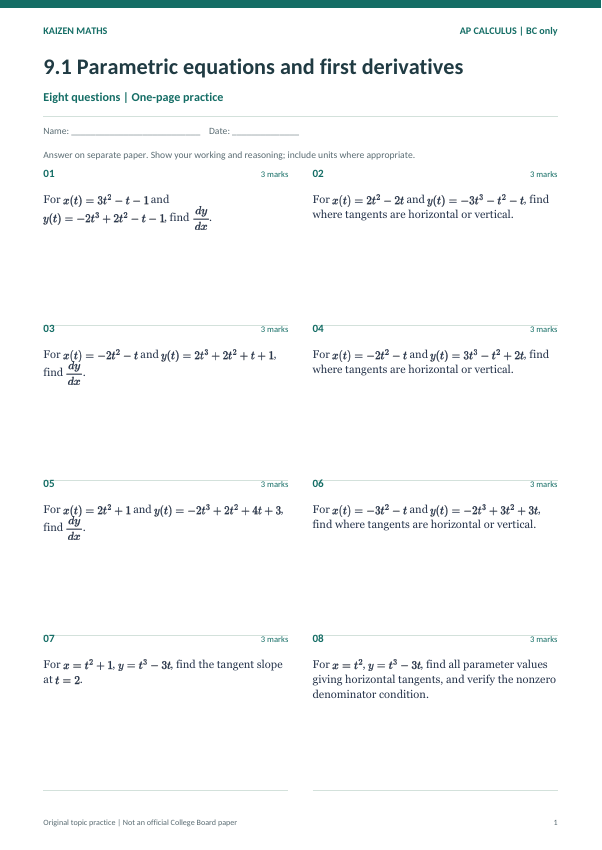 KAIZEN MATHS
AP CALCULUS | BC only
9.1 Parametric equations and first derivatives
Eight questions | One-page practice
Name: ____________________________ Date: ______________
Answer on separate paper. Show your working and reasoning; include units where appropriate.
01 3 marks
For x(t) = 3t² − t − 1 and
y(t) = −2t³ + 2t² − t − 1, find dy/dx.
02 3 marks
For x(t) = 2t² − 2t and y(t) = −3t³ − t² − t, find
where tangents are horizontal or vertical.
03 3 marks
For x(t) = −2t² − t and y(t) = 2t³ + 2t² + t + 1,
find dy/dx.
04 3 marks
For x(t) = −2t² − t and y(t) = 3t³ − t² + 2t, find
where tangents are horizontal or vertical.
05 3 marks
For x(t) = 2t² + 1 and y(t) = −2t³ + 2t² + 4t + 3,
find dy/dx.
06 3 marks
For x(t) = −3t² − t and y(t) = −2t³ + 3t² + 3t,
find where tangents are horizontal or vertical.
07 3 marks
For x = t² + 1, y = t³ − 3t, find the tangent slope
at t = 2.
08 3 marks
For x = t², y = t³ − 3t, find all parameter values
giving horizontal tangents, and verify the nonzero
denominator condition.
Original topic practice | Not an official College Board paper
1